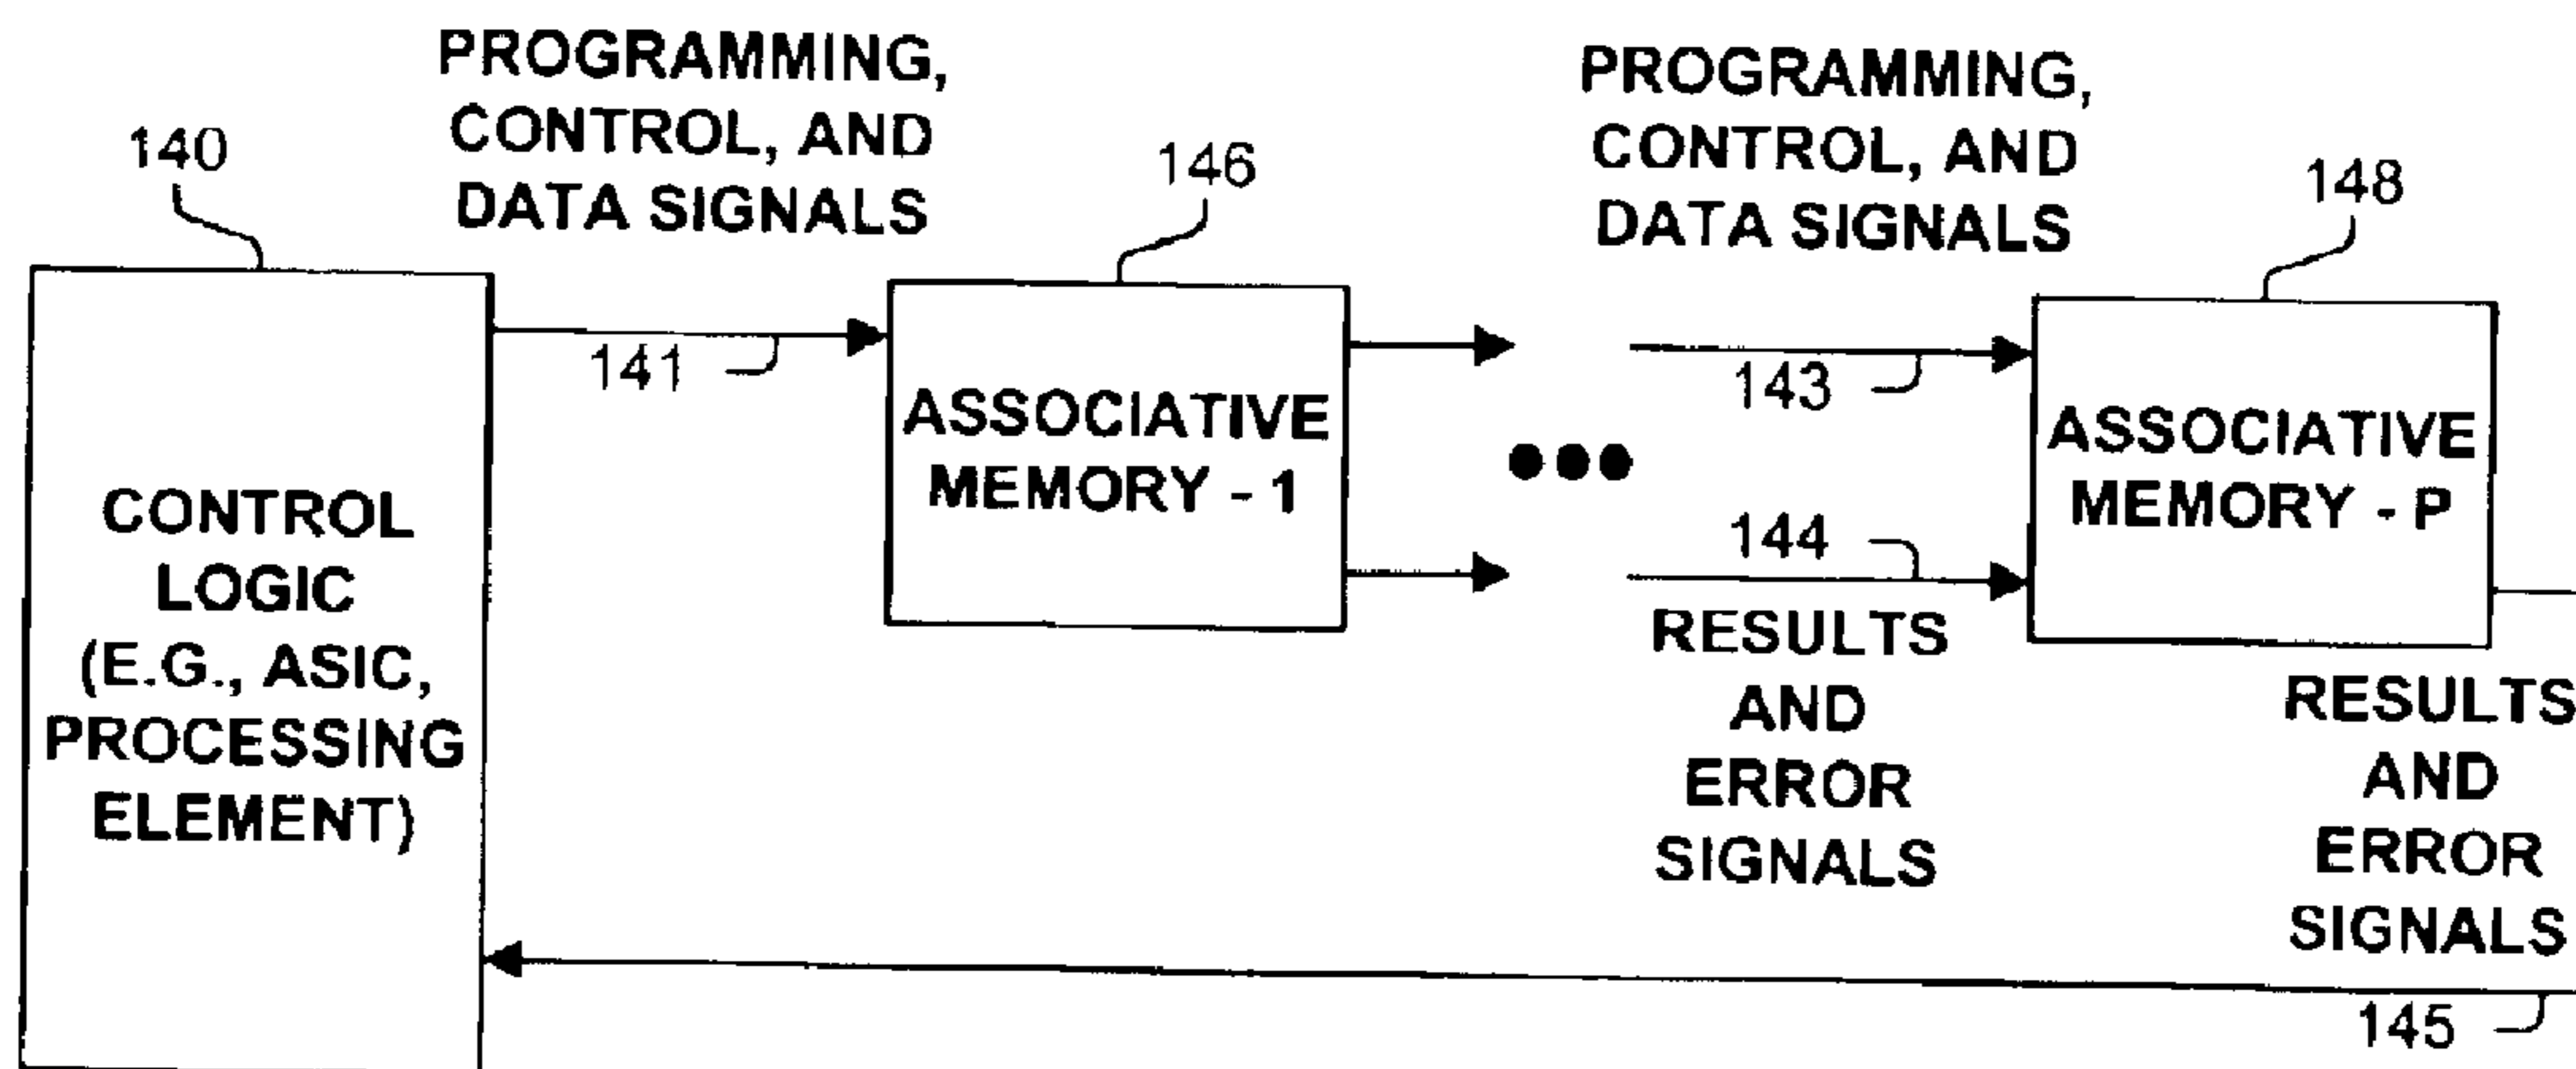 PROGRAMMING,
CONTROL, AND
DATA SIGNALS
PROGRAMMING,
CONTROL, AND
DATA SIGNALS
140
146
148
141
143
ASSOCIATIVE
MEMORY - 1
ASSOCIATIVE
MEMORY - P
144
CONTROL
LOGIC
(E.G., ASIC,
PROCESSING
ELEMENT)
RESULTS
AND
ERROR
SIGNALS
RESULTS
AND
ERROR
SIGNALS
145